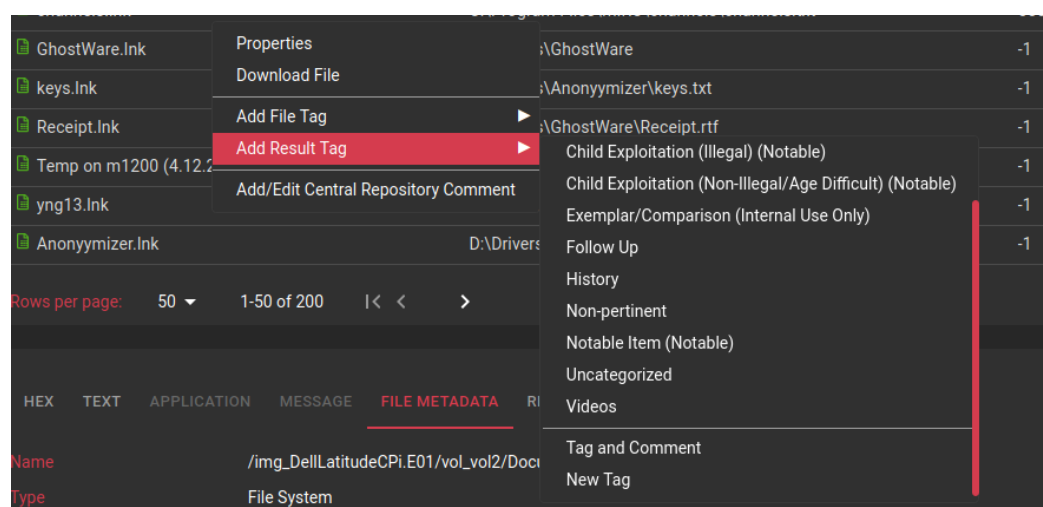 GhostWare.lnk
s\GhostWare
-1
keys.lnk
s\Anonyymizer\keys.txt
-1
Receipt.lnk
s\GhostWare\Receipt.rtf
-1
Temp on m1200 (4.12.2
-1
yng13.lnk
-1
Anonyymizer.lnk
D:\Drivers
-1
Properties
Download File
Add File Tag
Add Result Tag
Add/Edit Central Repository Comment
Child Exploitation (Illegal) (Notable)
Child Exploitation (Non-Illegal/Age Difficult) (Notable)
Exemplar/Comparison (Internal Use Only)
Follow Up
History
Non-pertinent
Notable Item (Notable)
Uncategorized
Videos
Tag and Comment
New Tag
Rows per page: 50 1-50 of 200
HEX TEXT APPLICATION MESSAGE FILE METADATA
Name /img_DellLatitudeCPi.E01/vol_vol2/Docu
Type File System